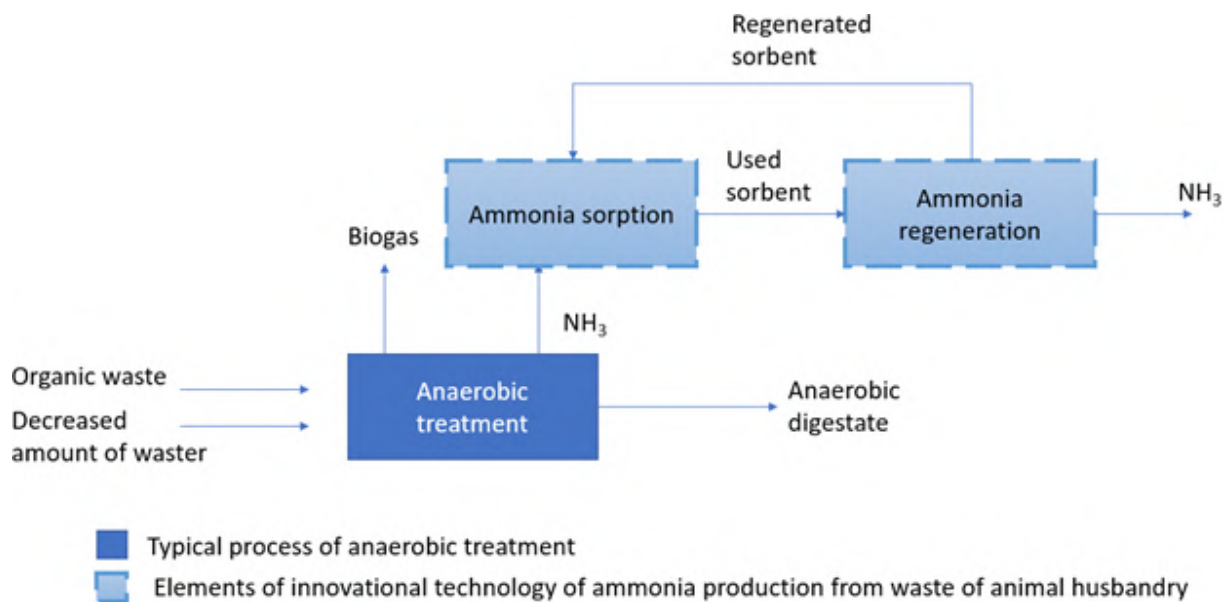 Regenerated
sorbent
Ammonia sorption
Used
sorbent
Ammonia
regeneration
NH₃
Biogas
NH₃
Organic waste
Decreased
amount of waster
Anaerobic
treatment
Anaerobic
digestate
Typical process of anaerobic treatment
Elements of innovational technology of ammonia production from waste of animal husbandry